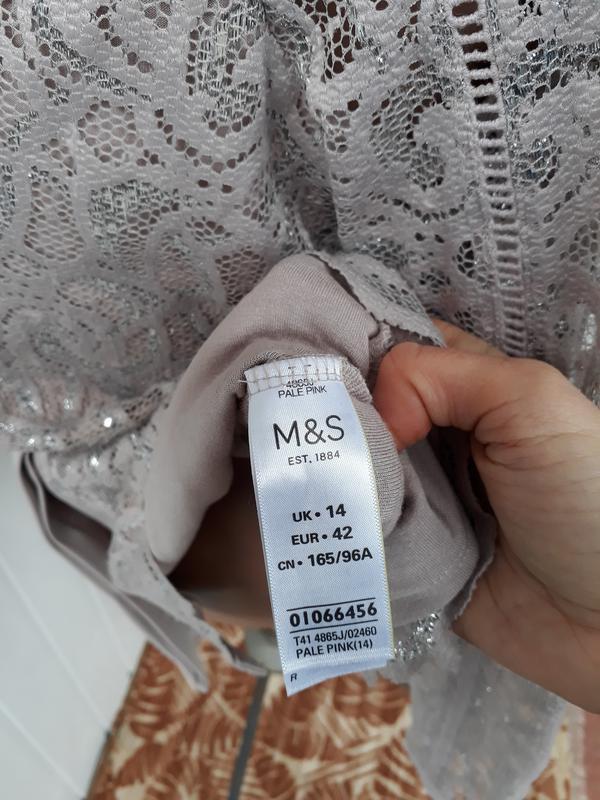 4865J
PALE PINK
M&S
EST. 1884
UK • 14
EUR • 42
CN • 165/96A
01066456
T41 4865J/02460
PALE PINK(14)
R